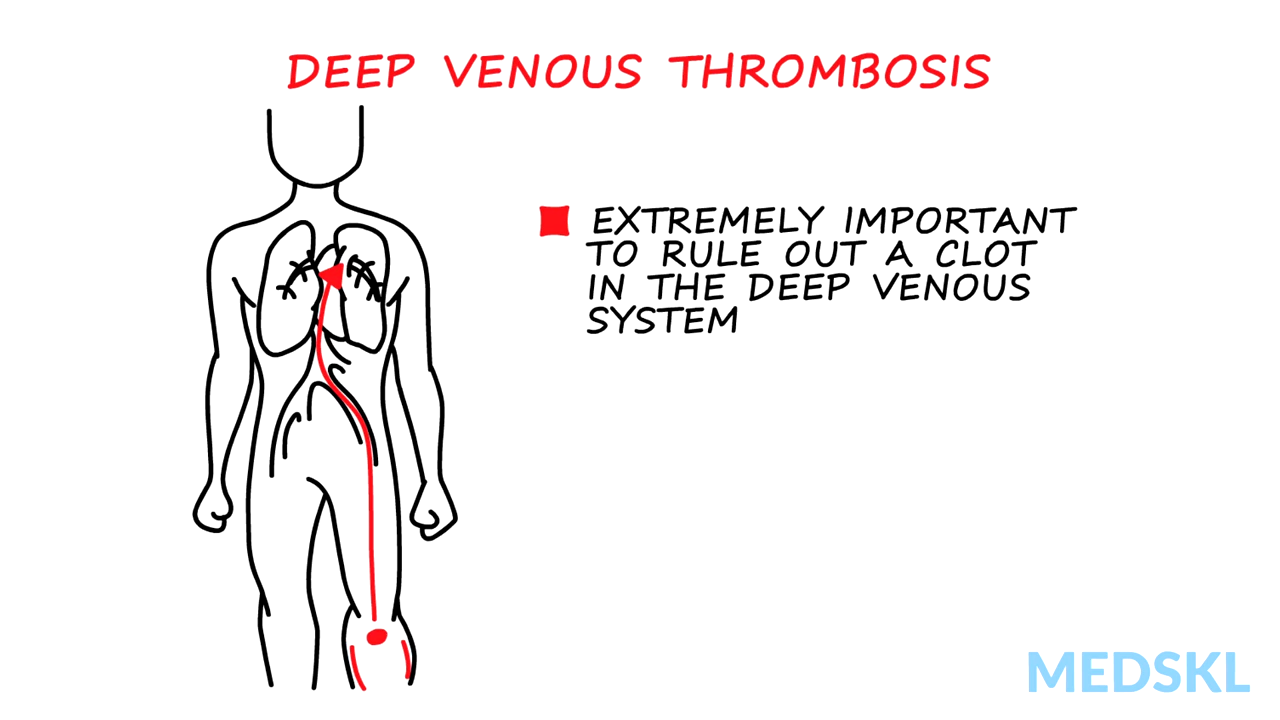 DEEP VENOUS THROMBOSIS
EXTREMELY IMPORTANT
TO RULE OUT A CLOT
IN THE DEEP VENOUS
SYSTEM
MEDSKL